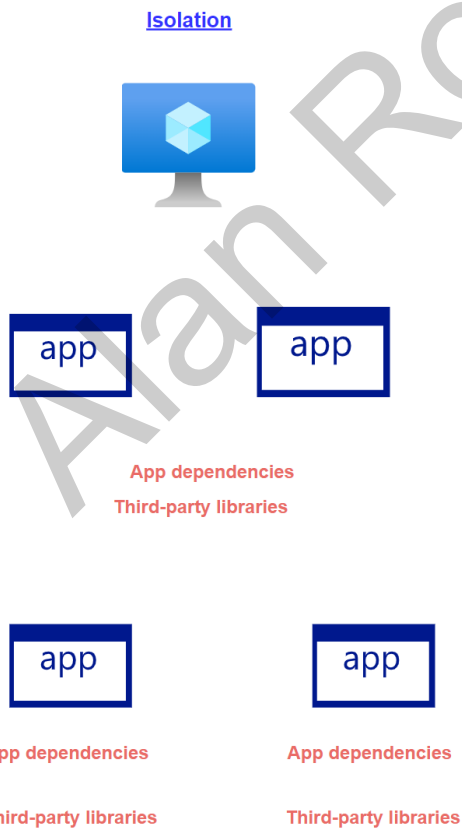 Isolation
app app
App dependencies
Third-party libraries
app app
pp dependencies App dependencies
hird-party libraries Third-party libraries
Alan Ro